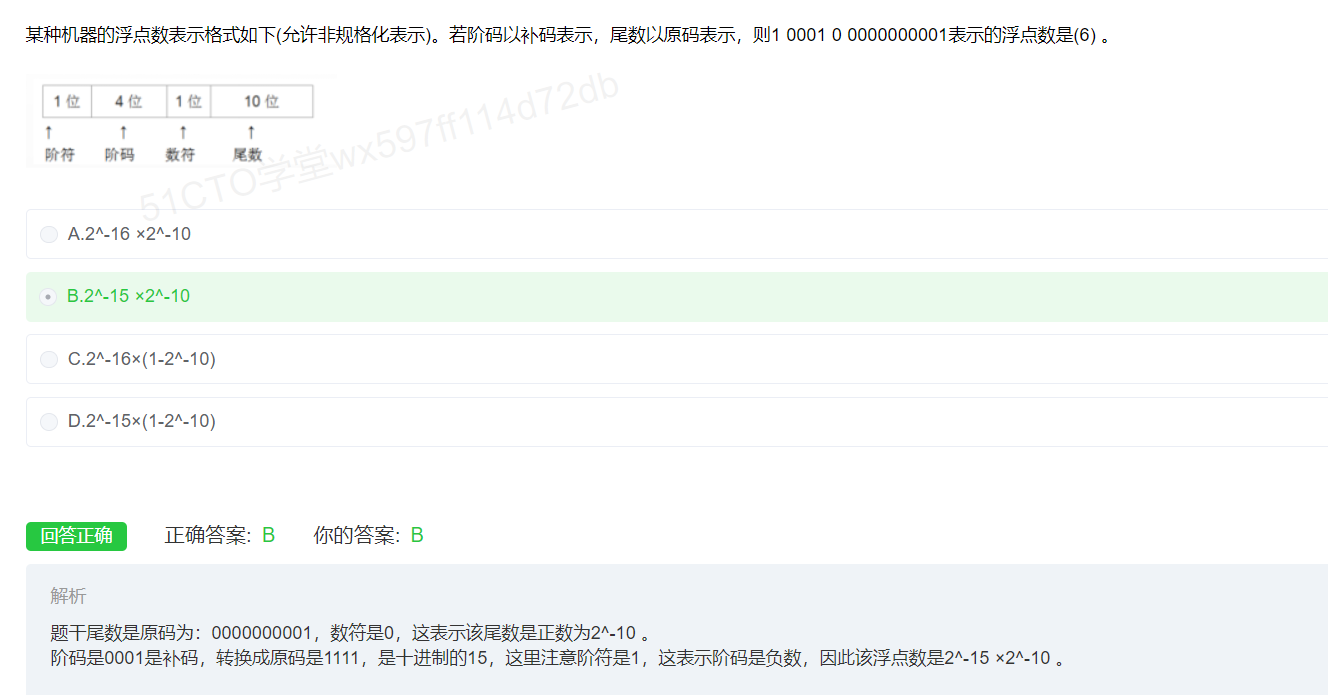 某种机器的浮点数表示格式如下(允许非规格化表示)。若阶码以补码表示，尾数以原码表示，则1 0001 0 0000000001表示的浮点数是(6) 。
1 位 4 位 1 位 10 位
↑ ↑ ↑ ↑
阶符 阶码 数符 尾数
51CTO学堂wx597ff114d72db
A.2^-16 ×2^-10
B.2^-15 ×2^-10
C.2^-16×(1-2^-10)
D.2^-15×(1-2^-10)
回答正确 正确答案: B 你的答案: B
解析
题干尾数是原码为：0000000001，数符是0，这表示该尾数是正数为2^-10 。
阶码是0001是补码，转换成原码是1111，是十进制的15，这里注意阶符是1，这表示阶码是负数，因此该浮点数是2^-15 ×2^-10 。